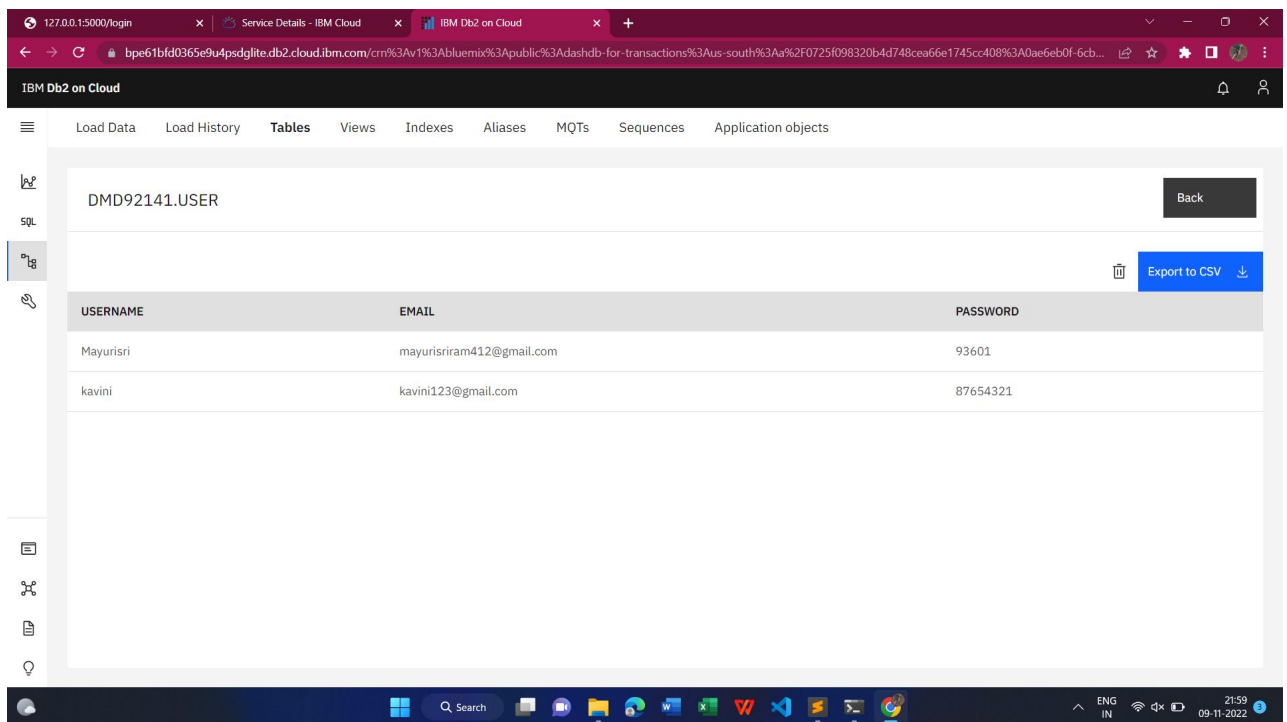 127.0.0.1:5000/login Service Details - IBM Cloud IBM Db2 on Cloud
bpe61bfd0365e9u4psdglite.db2.cloud.ibm.com/crn%3Av1%3Abluemix%3Apublic%3Adashdb-for-transactions%3Aus-south%3Aa%2F0725f098320b4d748cea66e1745cc408%3A0ae6eb0f-6cb...
IBM Db2 on Cloud
Load Data Load History Tables Views Indexes Aliases MQTs Sequences Application objects
DMD92141.USER Back
SQL
Export to CSV
USERNAME EMAIL PASSWORD
Mayurisri mayurisriram412@gmail.com 93601
kavini kavini123@gmail.com 87654321
Search
ENG 21:59
IN 09-11-2022 3